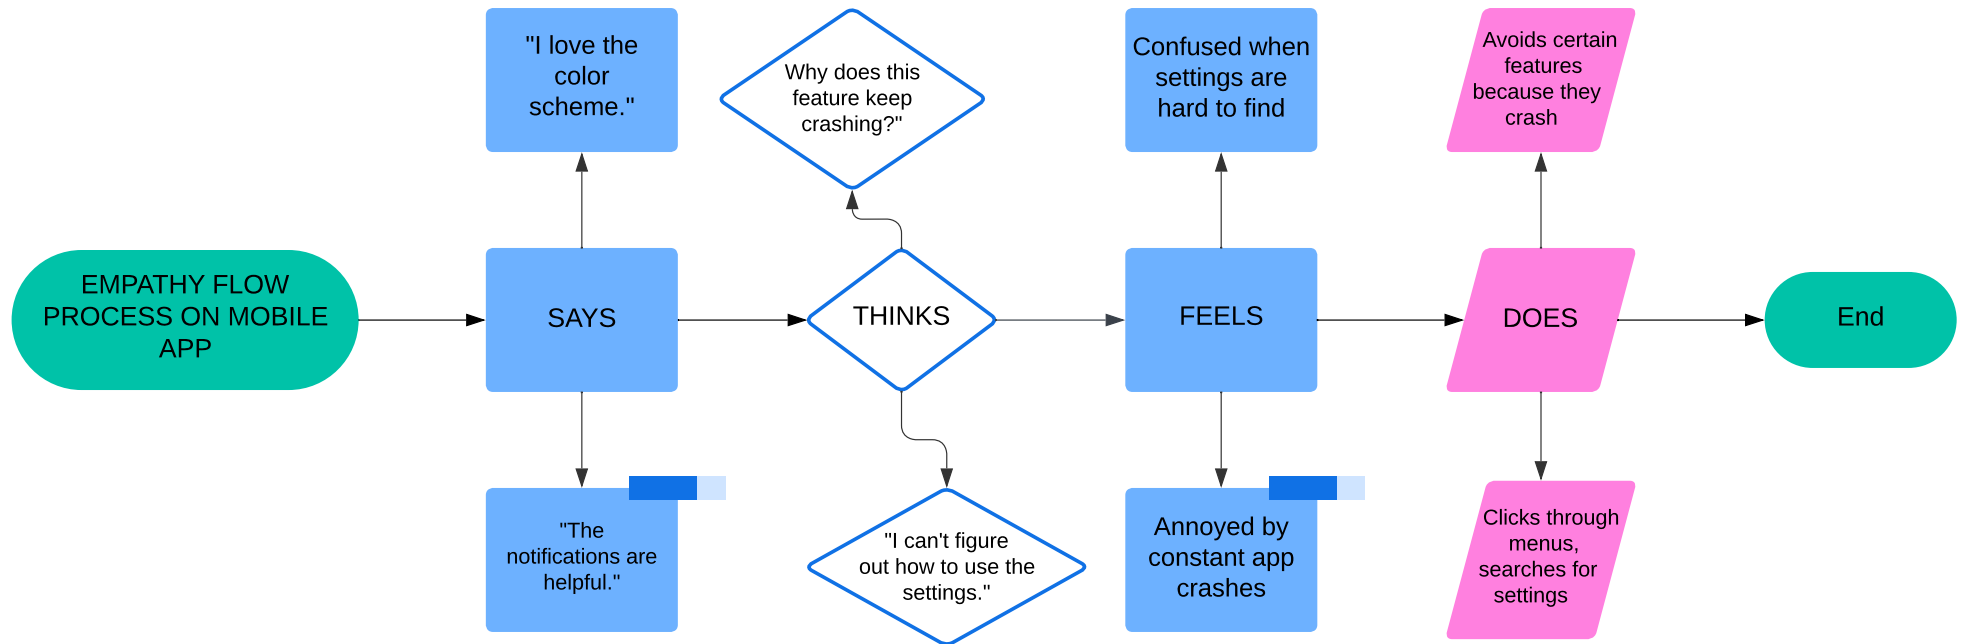 "I love the
color
scheme."
Why does this
feature keep
crashing?"
Confused when
settings are
hard to find
Avoids certain
features
because they
crash
EMPATHY FLOW
PROCESS ON MOBILE
APP
SAYS
THINKS
FEELS
DOES
End
"The
notifications are
helpful."
"I can't figure
out how to use the
settings."
Annoyed by
constant app
crashes
Clicks through
menus,
searches for
settings